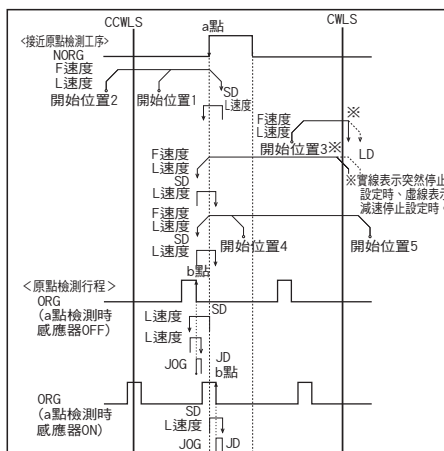 CCWLS
CWLS
a點
<接近原點檢測工序>
NORG
F速度
L速度
SD
開始位置2
開始位置1
L速度
F速度
L速度
※
開始位置3※
LD
F速度
L速度
SD
L速度
※實線表示突然停止
設定時、虛線表示
減速停止設定時。
F速度
L速度
SD
L速度
開始位置4
開始位置5
b點
<原點檢測行程>
ORG
(a點檢測時
感應器OFF)
SD
L速度
L速度
JOG
JD
b點
ORG
(a點檢測時
感應器ON)
SD
L速度
JOG
JD